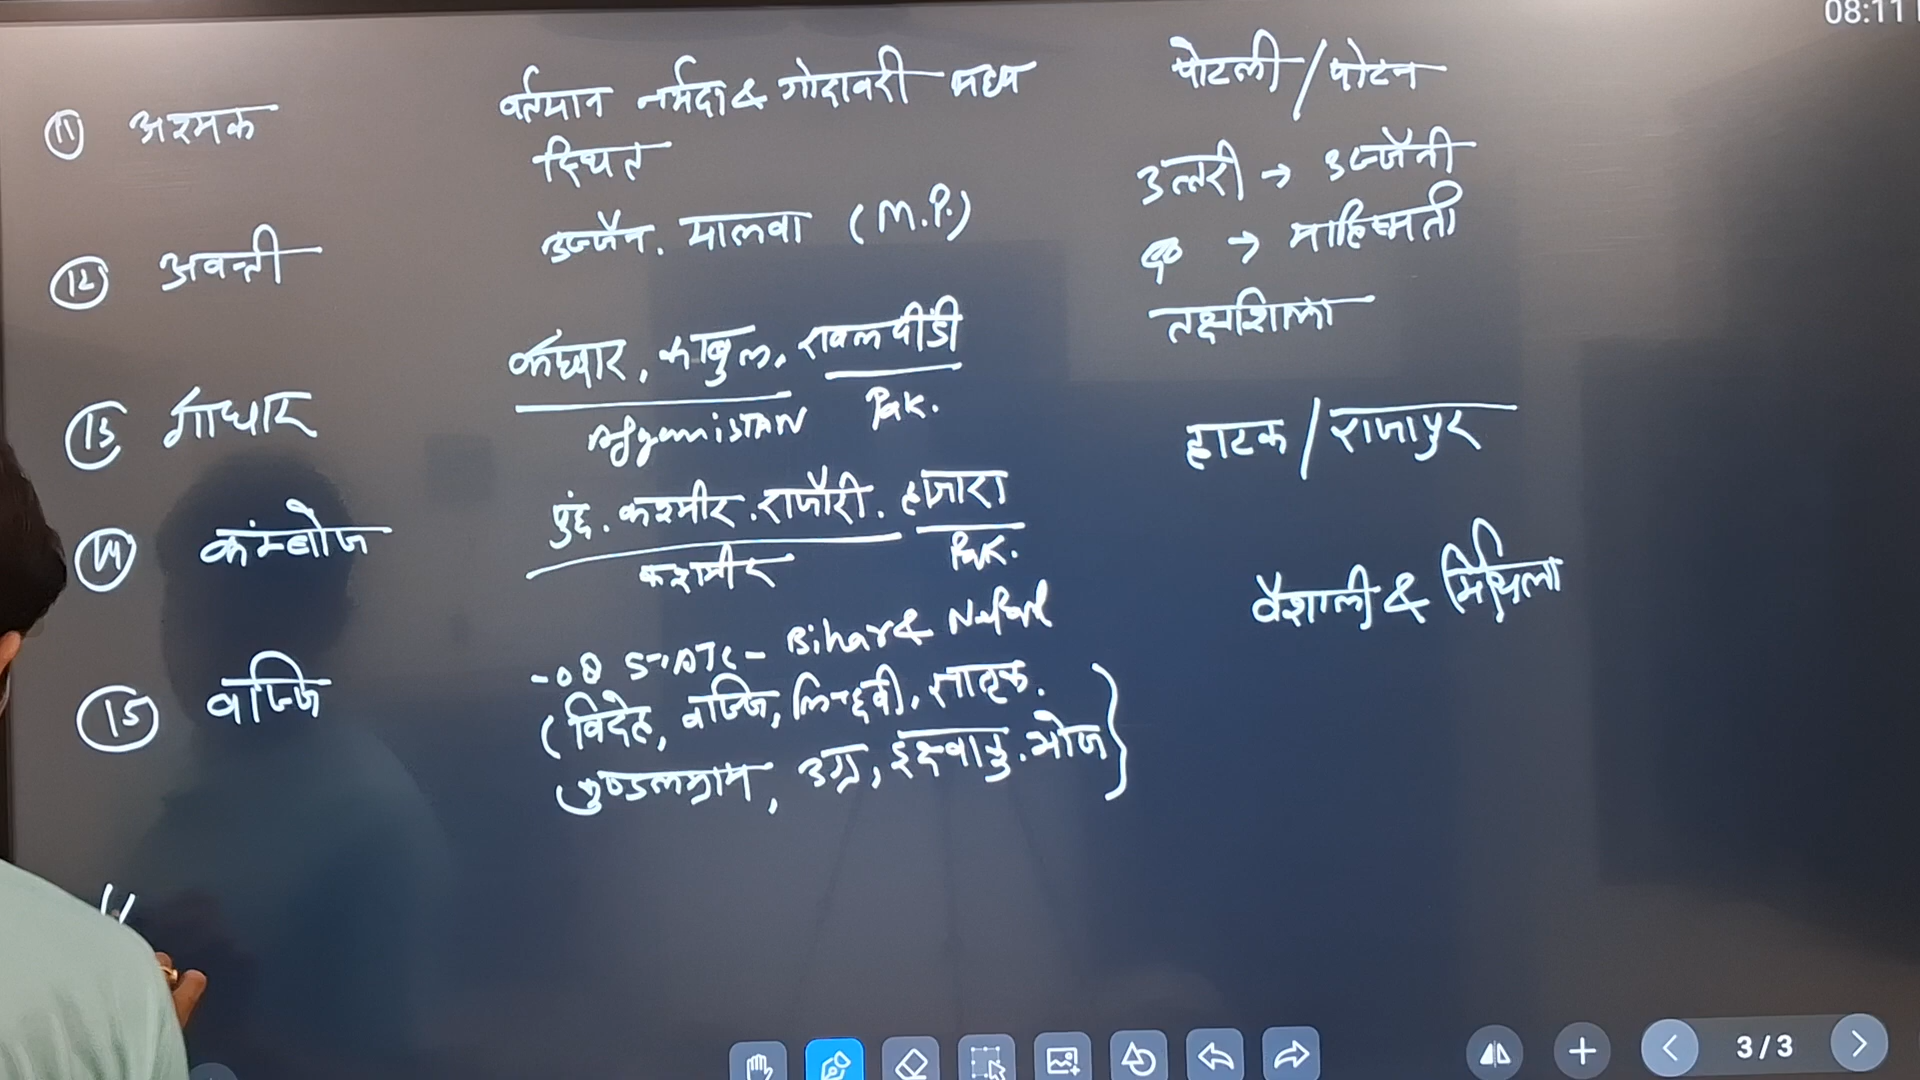 08:11
⑪ अश्मक वर्तमान नर्मदा & गोदावरी मध्य पोटली / पोटन
स्थित
⑫ अवन्ती उज्जैन. मालवा (M.P.) उत्तरी → उज्जैनी
द० → माहिष्मती
⑬ गांधार कंधार, काबुल, रावलपींडी तक्षशिला
Afganistan Pak.
⑭ कंम्बोज पुंछ. कश्मीर. राजौरी. हजारा हाटक / राजापुर
कश्मीर Pak.
⑮ वज्जि -08 STATE - Bihar & Nepal वैशाली & मिथिला
(विदेह, वज्जि, लिच्छवी, ज्ञातृक.
कुण्डलग्राम, उग्र, इक्ष्वाकु. भोज)
3 / 3